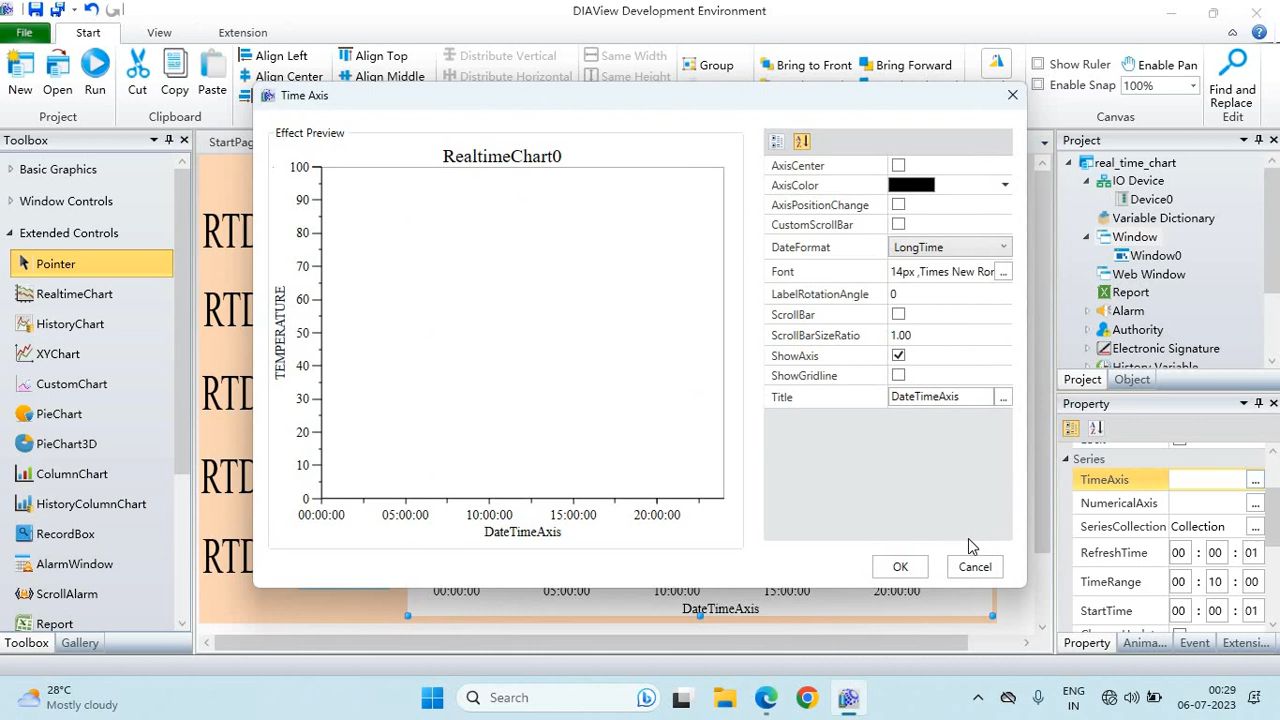 DIAView Development Environment
File
Start
View
Extension
New
Open
Run
Project
Cut
Copy
Paste
Clipboard
Align Left
Align Center
Align Top
Align Middle
Distribute Vertical
Distribute Horizontal
Same Width
Same Height
Group
Bring to Front
Bring Forward
Show Ruler
Enable Snap
Enable Pan
100%
Canvas
Find and
Replace
Edit
Toolbox
Basic Graphics
Window Controls
Extended Controls
Pointer
RealtimeChart
HistoryChart
XYChart
CustomChart
PieChart
PieChart3D
ColumnChart
HistoryColumnChart
RecordBox
AlarmWindow
ScrollAlarm
Report
Toolbox
Gallery
StartPag
RTD
RTD
RTD
RTD
RTD
Time Axis
Effect Preview
RealtimeChart0
100
90
80
70
60
50
40
30
20
10
0
TEMPERATURE
00:00:00
05:00:00
10:00:00
15:00:00
20:00:00
DateTimeAxis
AxisCenter
AxisColor
AxisPositionChange
CustomScrollBar
DateFormat LongTime
Font 14px ,Times New Ror ...
LabelRotationAngle 0
ScrollBar
ScrollBarSizeRatio 1.00
ShowAxis
ShowGridline
Title DateTimeAxis ...
OK
Cancel
00:00:00
05:00:00
10:00:00
15:00:00
20:00:00
DateTimeAxis
Project
real_time_chart
IO Device
Device0
Variable Dictionary
Window
Window0
Web Window
Report
Alarm
Authority
Electronic Signature
History Variable
Project
Object
Property
Series
TimeAxis ...
NumericalAxis ...
SeriesCollection Collection ...
RefreshTime 00 : 00 : 01
TimeRange 00 : 10 : 00
StartTime 00 : 00 : 01
Property
Anima...
Event
Extensi...
28°C
Mostly cloudy
Search
ENG
IN
00:29
06-07-2023